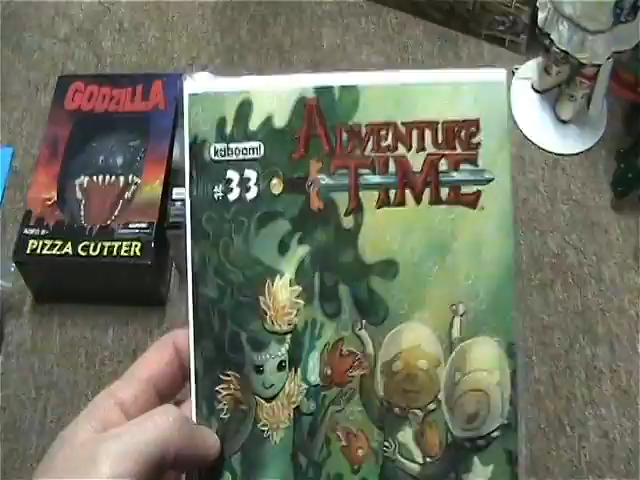 GODZILLA
PIZZA CUTTER
kaboom!
#33
ADVENTURE
TIME